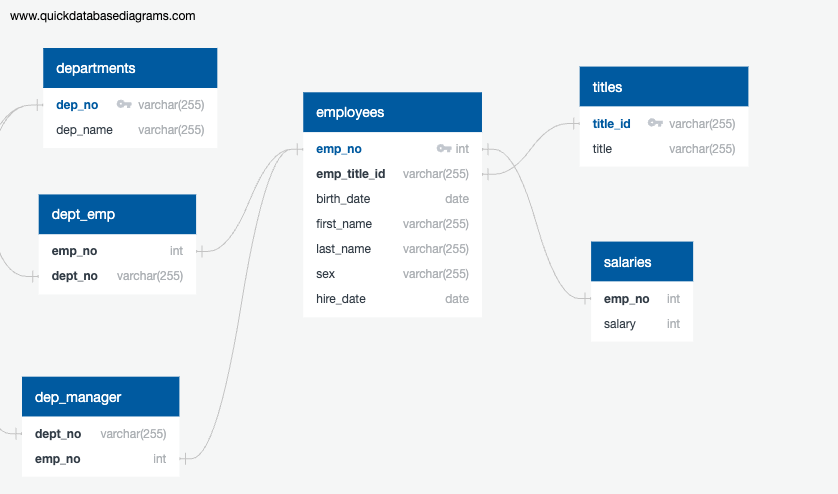 www.quickdatabasediagrams.com
departments
dep_no varchar(255)
dep_name varchar(255)
dept_emp
emp_no int
dept_no varchar(255)
dep_manager
dept_no varchar(255)
emp_no int
employees
emp_no int
emp_title_id varchar(255)
birth_date date
first_name varchar(255)
last_name varchar(255)
sex varchar(255)
hire_date date
titles
title_id varchar(255)
title varchar(255)
salaries
emp_no int
salary int